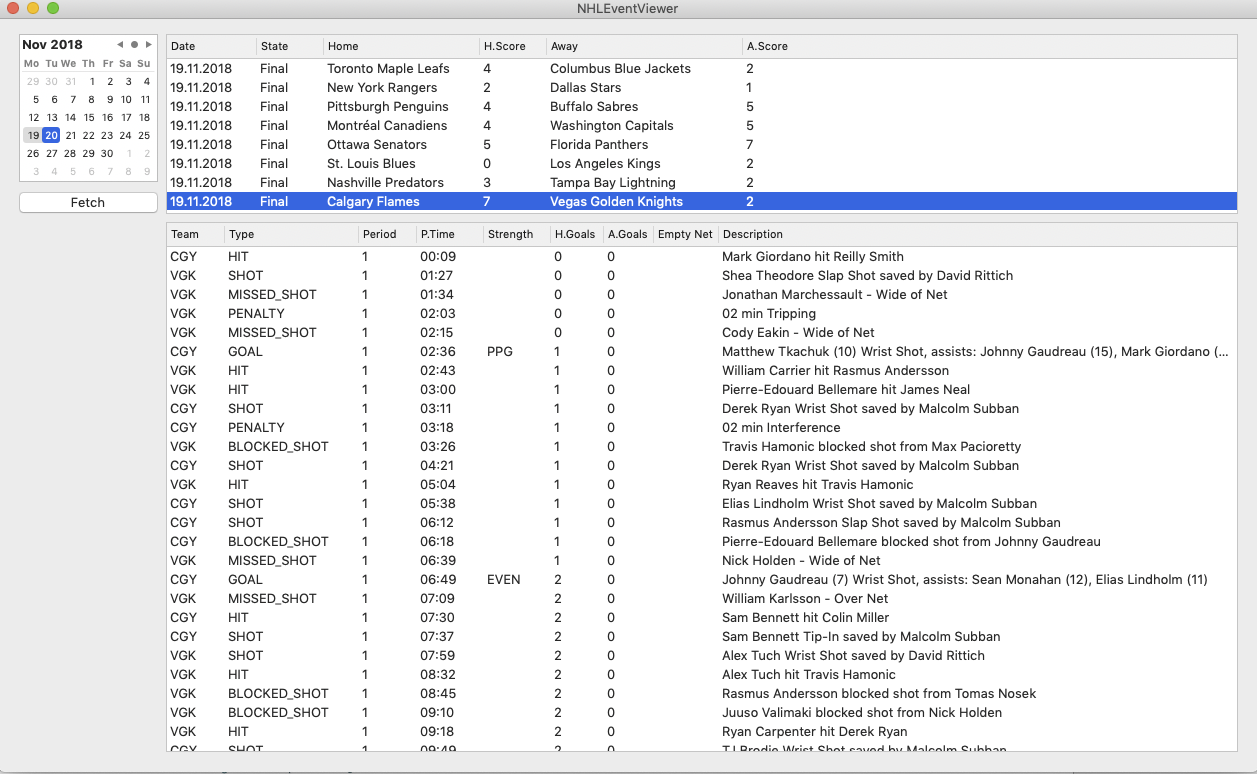 NHLEventViewer
Nov 2018
Mo Tu We Th Fr Sa Su
29 30 31 1 2 3 4
5 6 7 8 9 10 11
12 13 14 15 16 17 18
19 20 21 22 23 24 25
26 27 28 29 30 1 2
3 4 5 6 7 8 9
Fetch
Date State Home H.Score Away A.Score
19.11.2018 Final Toronto Maple Leafs 4 Columbus Blue Jackets 2
19.11.2018 Final New York Rangers 2 Dallas Stars 1
19.11.2018 Final Pittsburgh Penguins 4 Buffalo Sabres 5
19.11.2018 Final Montréal Canadiens 4 Washington Capitals 5
19.11.2018 Final Ottawa Senators 5 Florida Panthers 7
19.11.2018 Final St. Louis Blues 0 Los Angeles Kings 2
19.11.2018 Final Nashville Predators 3 Tampa Bay Lightning 2
19.11.2018 Final Calgary Flames 7 Vegas Golden Knights 2
Team Type Period P.Time Strength H.Goals A.Goals Empty Net Description
CGY HIT 1 00:09 0 0 Mark Giordano hit Reilly Smith
VGK SHOT 1 01:27 0 0 Shea Theodore Slap Shot saved by David Rittich
VGK MISSED_SHOT 1 01:34 0 0 Jonathan Marchessault - Wide of Net
VGK PENALTY 1 02:03 0 0 02 min Tripping
VGK MISSED_SHOT 1 02:15 0 0 Cody Eakin - Wide of Net
CGY GOAL 1 02:36 PPG 1 0 Matthew Tkachuk (10) Wrist Shot, assists: Johnny Gaudreau (15), Mark Giordano (...
VGK HIT 1 02:43 1 0 William Carrier hit Rasmus Andersson
VGK HIT 1 03:00 1 0 Pierre-Edouard Bellemare hit James Neal
CGY SHOT 1 03:11 1 0 Derek Ryan Wrist Shot saved by Malcolm Subban
CGY PENALTY 1 03:18 1 0 02 min Interference
VGK BLOCKED_SHOT 1 03:26 1 0 Travis Hamonic blocked shot from Max Pacioretty
CGY SHOT 1 04:21 1 0 Derek Ryan Wrist Shot saved by Malcolm Subban
VGK HIT 1 05:04 1 0 Ryan Reaves hit Travis Hamonic
CGY SHOT 1 05:38 1 0 Elias Lindholm Wrist Shot saved by Malcolm Subban
CGY SHOT 1 06:12 1 0 Rasmus Andersson Slap Shot saved by Malcolm Subban
CGY BLOCKED_SHOT 1 06:18 1 0 Pierre-Edouard Bellemare blocked shot from Johnny Gaudreau
VGK MISSED_SHOT 1 06:39 1 0 Nick Holden - Wide of Net
CGY GOAL 1 06:49 EVEN 2 0 Johnny Gaudreau (7) Wrist Shot, assists: Sean Monahan (12), Elias Lindholm (11)
VGK MISSED_SHOT 1 07:09 2 0 William Karlsson - Over Net
CGY HIT 1 07:30 2 0 Sam Bennett hit Colin Miller
CGY SHOT 1 07:37 2 0 Sam Bennett Tip-In saved by Malcolm Subban
VGK SHOT 1 07:59 2 0 Alex Tuch Wrist Shot saved by David Rittich
VGK HIT 1 08:32 2 0 Alex Tuch hit Travis Hamonic
VGK BLOCKED_SHOT 1 08:45 2 0 Rasmus Andersson blocked shot from Tomas Nosek
VGK BLOCKED_SHOT 1 09:10 2 0 Juuso Valimaki blocked shot from Nick Holden
VGK HIT 1 09:18 2 0 Ryan Carpenter hit Derek Ryan
CGY SHOT 1 09:49 2 0 TJ Brodie Wrist Shot saved by Malcolm Subban